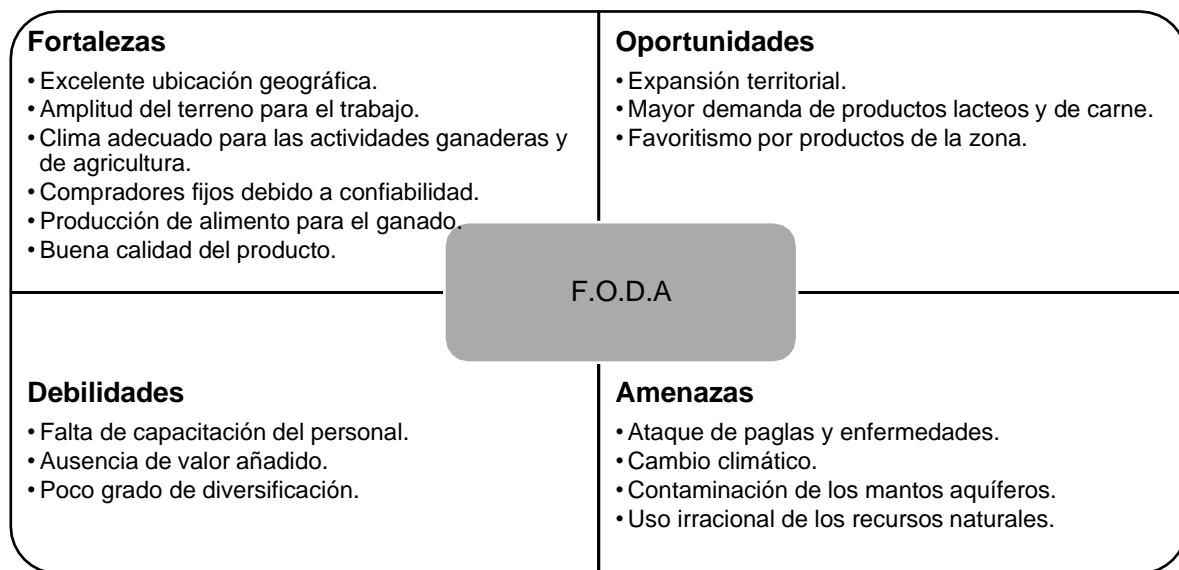 Fortalezas
• Excelente ubicación geográfica.
• Amplitud del terreno para el trabajo.
• Clima adecuado para las actividades ganaderas y
de agricultura.
• Compradores fijos debido a confiabilidad.
• Producción de alimento para el ganado.
• Buena calidad del producto.
Oportunidades
• Expansión territorial.
• Mayor demanda de productos lacteos y de carne.
• Favoritismo por productos de la zona.
F.O.D.A
Debilidades
• Falta de capacitación del personal.
• Ausencia de valor añadido.
• Poco grado de diversificación.
Amenazas
• Ataque de paglas y enfermedades.
• Cambio climático.
• Contaminación de los mantos aquíferos.
• Uso irracional de los recursos naturales.